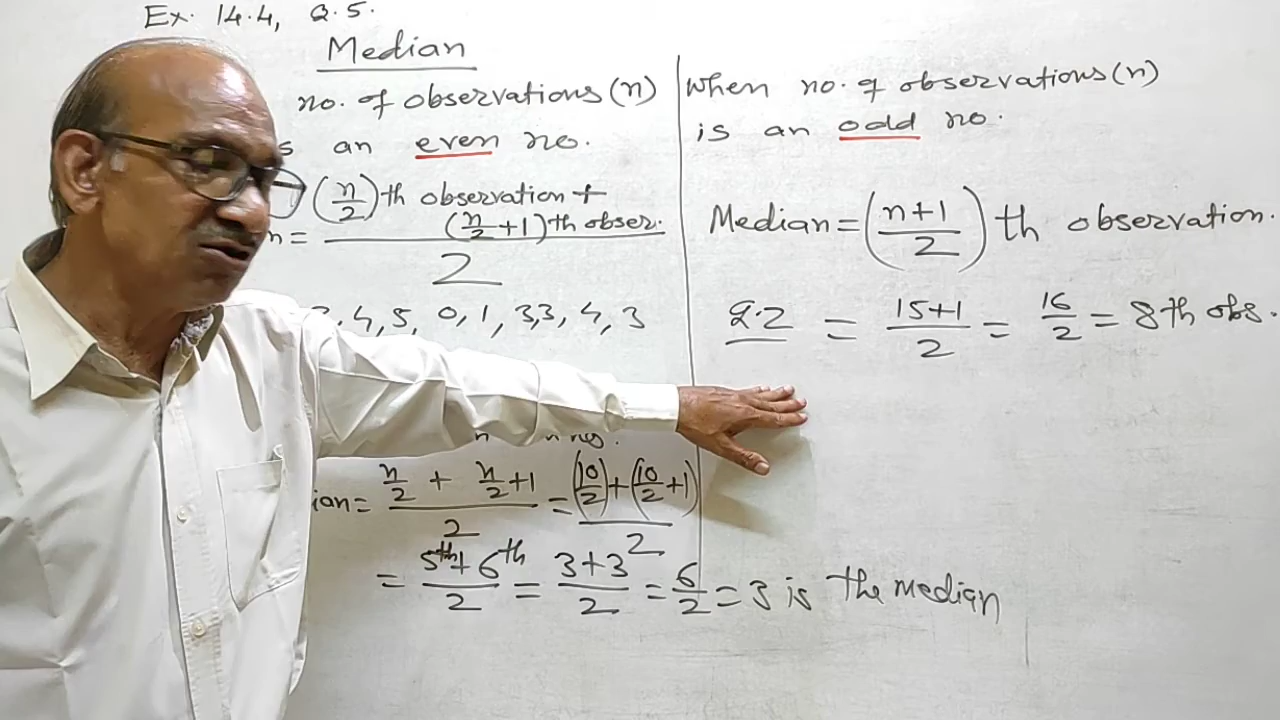 Ex. 14.4, Q.5.
Median
no. of observations (n)
an even no.
(n/2)th observation +
(n/2 + 1)th obser.
n = ―――
2
4, 5, 0, 1, 3, 3, 4, 3
ian = (n/2 + n/2 + 1)/2 = ((10/2) + (10/2 + 1))/2
= (5th + 6th)/2 = (3+3)/2 = 6/2 = 3 is the median
When no. of observations (n)
is an odd no.
Median = ((n+1)/2) th observation.
Q.2 = (15+1)/2 = 16/2 = 8th obs.